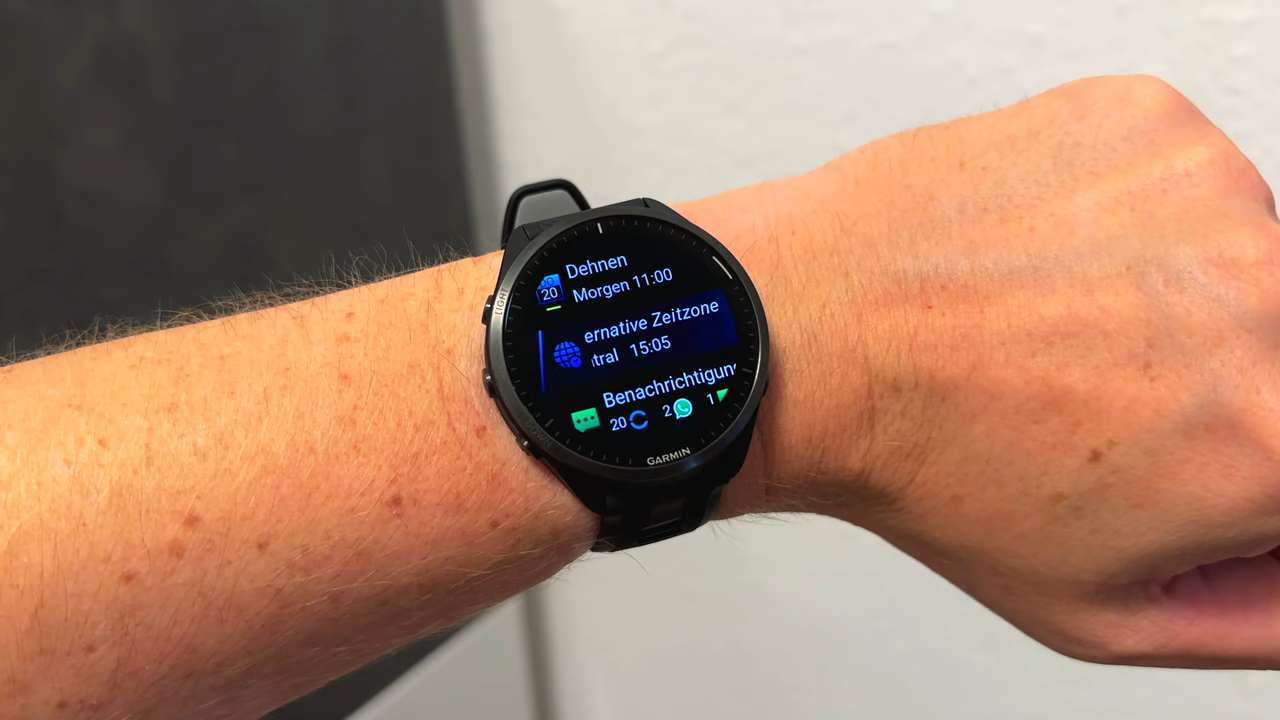 LIGHT
20
Dehnen
Morgen 11:00
ernative Zeitzone
tral 15:05
Benachrichtigun
20 2 1
GARMIN